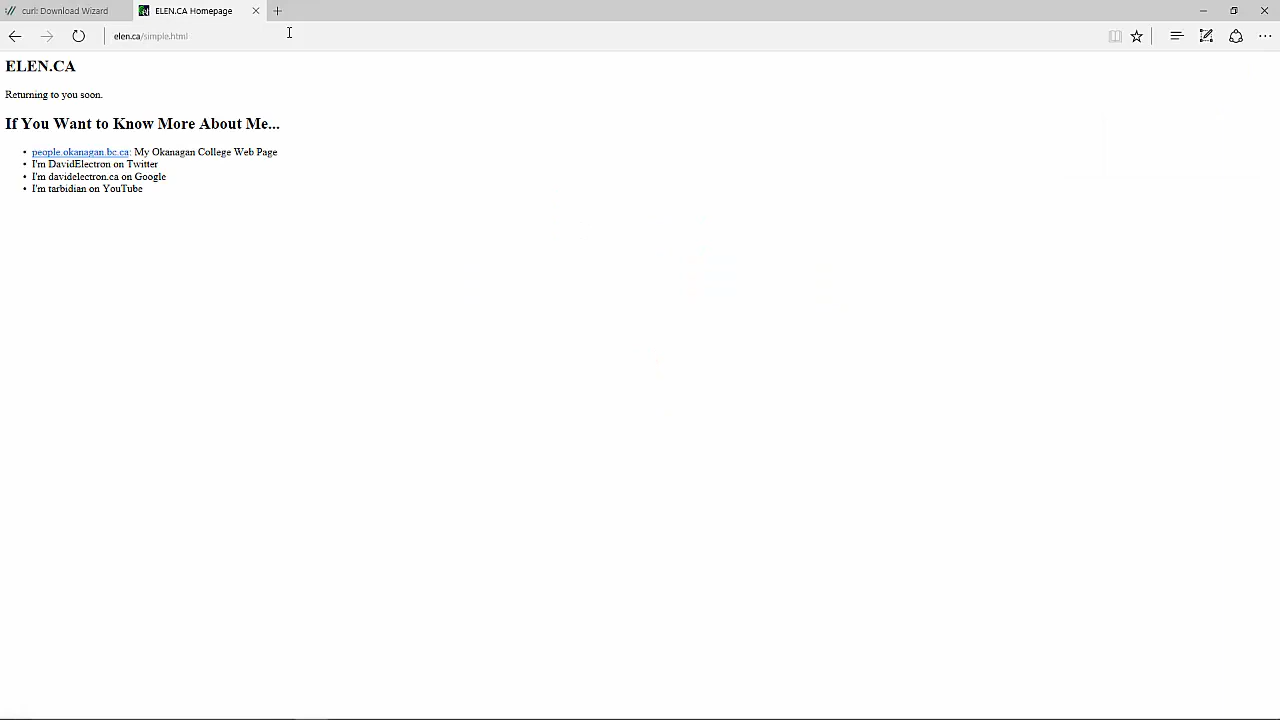 curl: Download Wizard
ELEN.CA Homepage
elen.ca/simple.html
ELEN.CA
Returning to you soon.
If You Want to Know More About Me...
• people.okanagan.bc.ca: My Okanagan College Web Page
• I'm DavidElectron on Twitter
• I'm davidelectron.ca on Google
• I'm tarbidian on YouTube